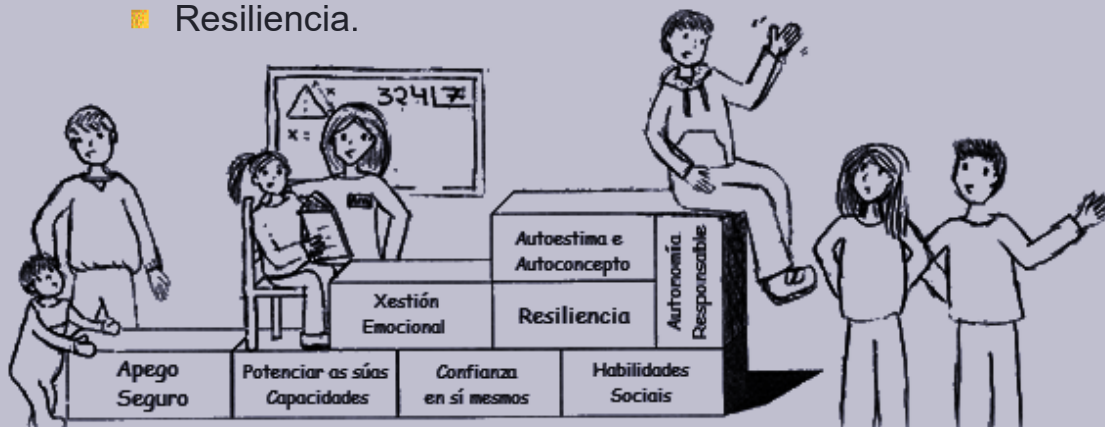 Resiliencia.
3241 7
x
x =
Autoestima e
Autoconcepto
Autonomía
Responsable
Xestión
Emocional
Resiliencia
Apego
Seguro
Potenciar as súas
Capacidades
Confianza
en sí mesmos
Habilidades
Sociais